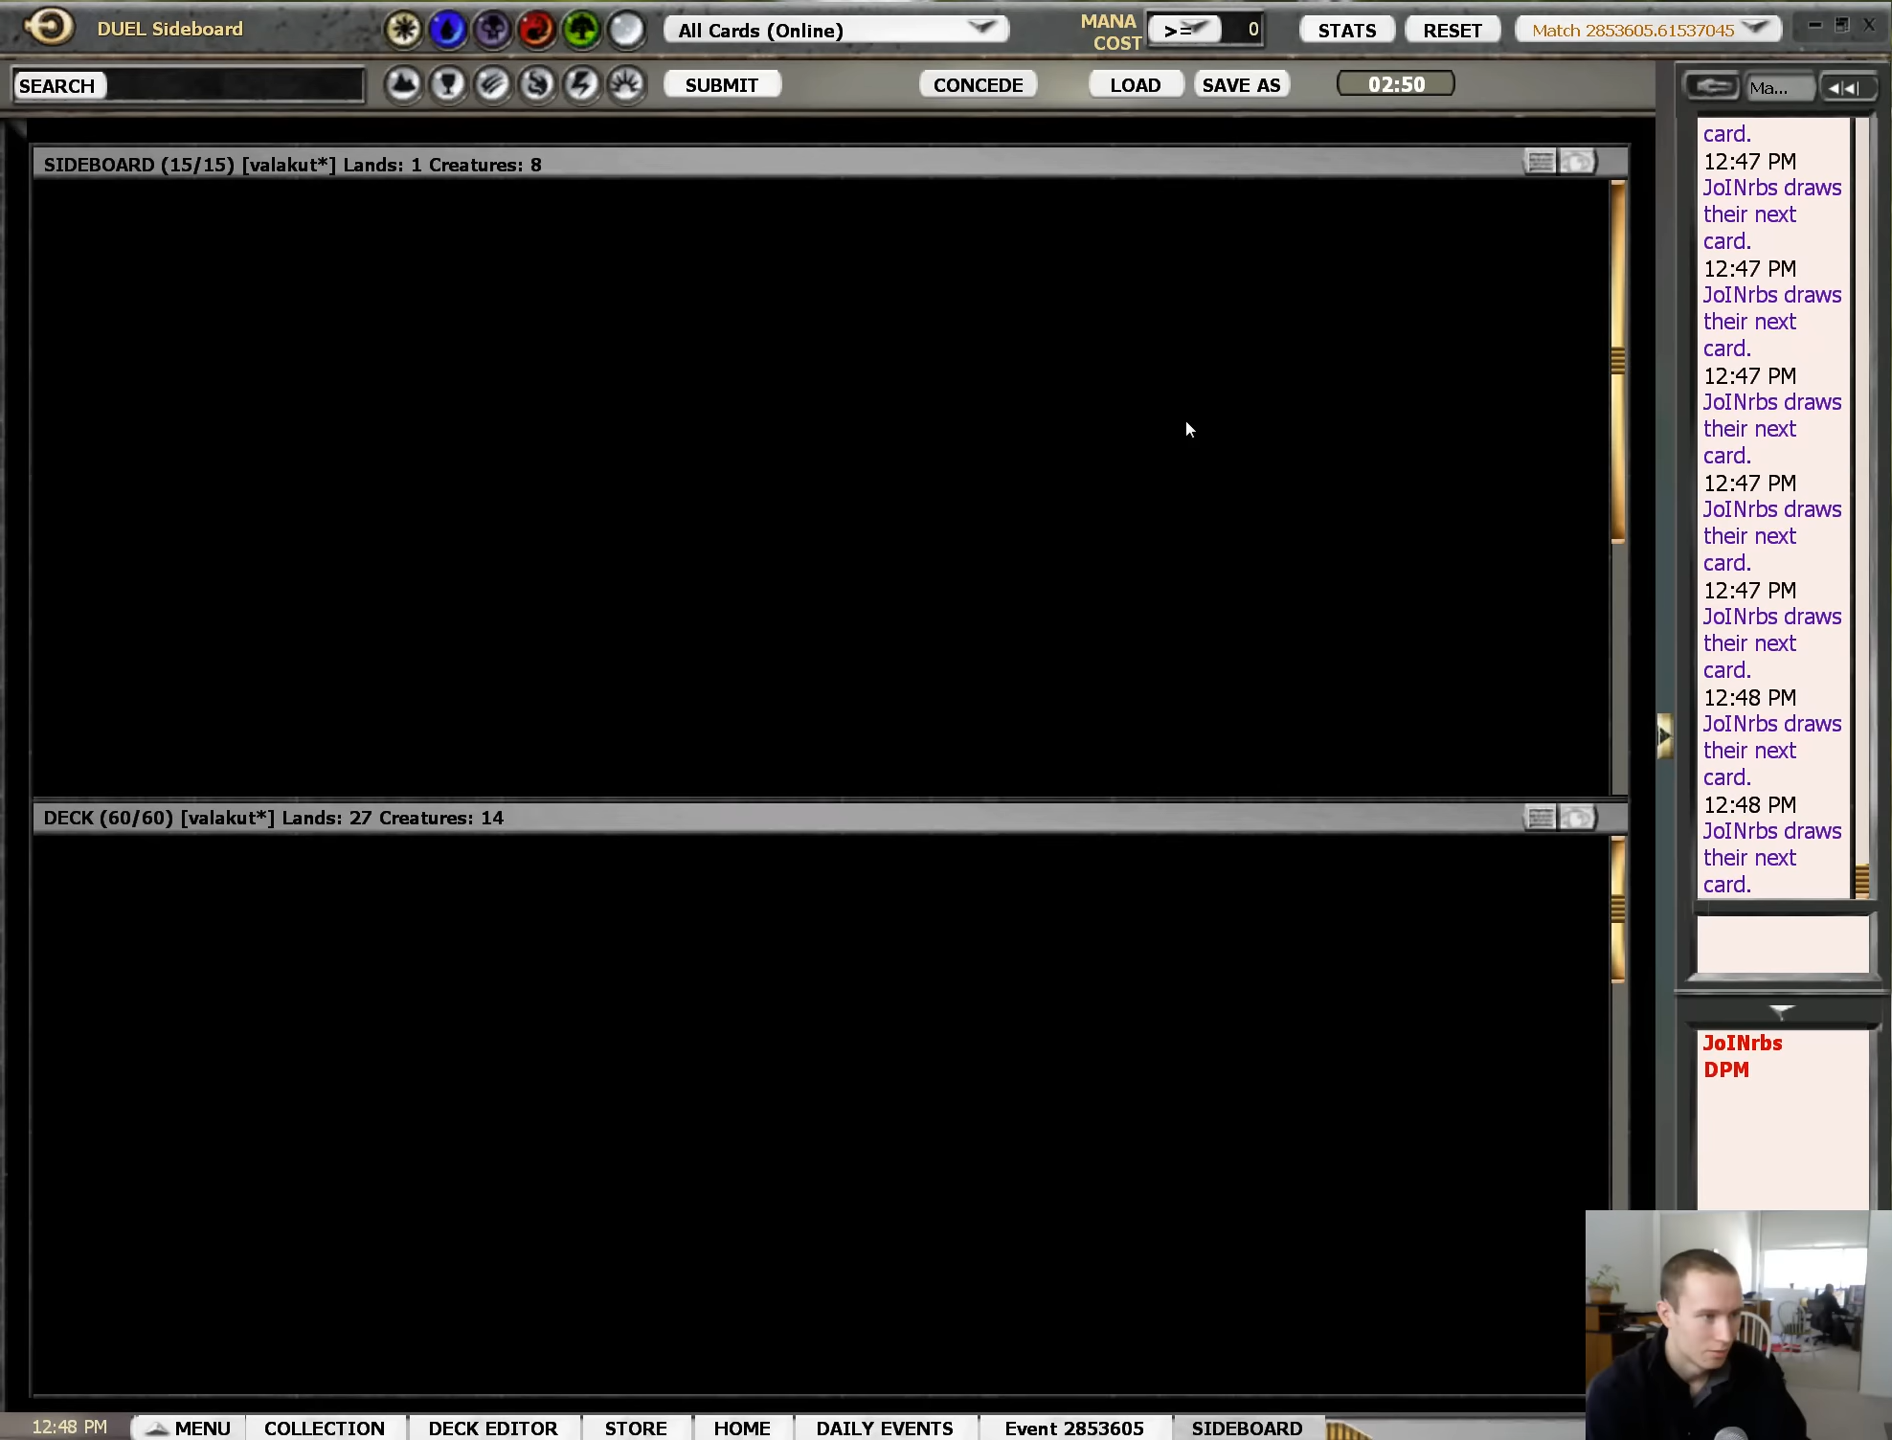 DUEL Sideboard
All Cards (Online)
MANA
COST
>=
0
STATS
RESET
Match 2853605.61537045
SEARCH
SUBMIT
CONCEDE
LOAD
SAVE AS
02:50
Ma...
SIDEBOARD (15/15) [valakut*] Lands: 1 Creatures: 8
DECK (60/60) [valakut*] Lands: 27 Creatures: 14
card.
12:47 PM
JoINrbs draws
their next
card.
12:47 PM
JoINrbs draws
their next
card.
12:47 PM
JoINrbs draws
their next
card.
12:47 PM
JoINrbs draws
their next
card.
12:47 PM
JoINrbs draws
their next
card.
12:48 PM
JoINrbs draws
their next
card.
12:48 PM
JoINrbs draws
their next
card.
JoINrbs
DPM
12:48 PM
MENU
COLLECTION
DECK EDITOR
STORE
HOME
DAILY EVENTS
Event 2853605
SIDEBOARD